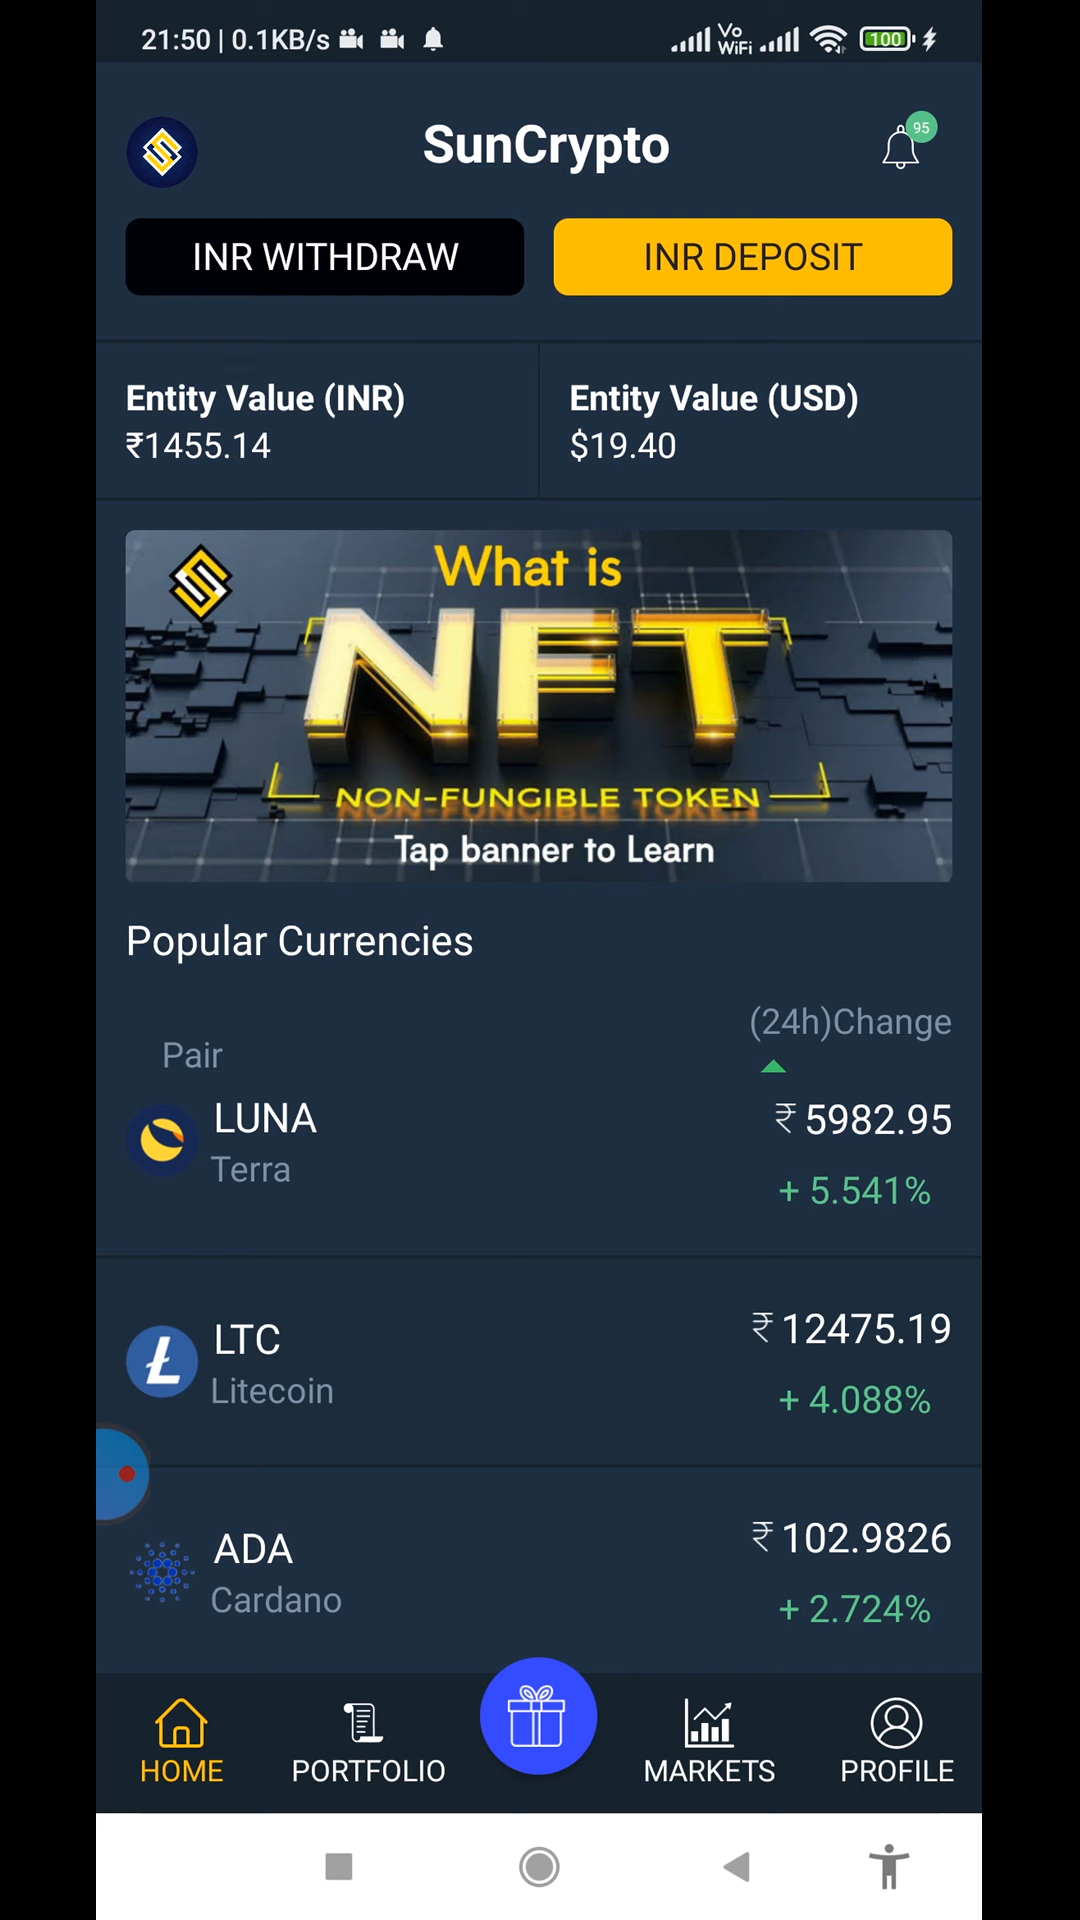 21:50 | 0.1KB/s Vo WiFi 100
SunCrypto 95
INR WITHDRAW INR DEPOSIT
Entity Value (INR) Entity Value (USD)
₹1455.14 $19.40
What is
NFT
NON-FUNGIBLE TOKEN
Tap banner to Learn
Popular Currencies
(24h)Change
Pair
LUNA ₹ 5982.95
Terra + 5.541%
LTC ₹ 12475.19
Litecoin + 4.088%
ADA ₹ 102.9826
Cardano + 2.724%
HOME PORTFOLIO MARKETS PROFILE